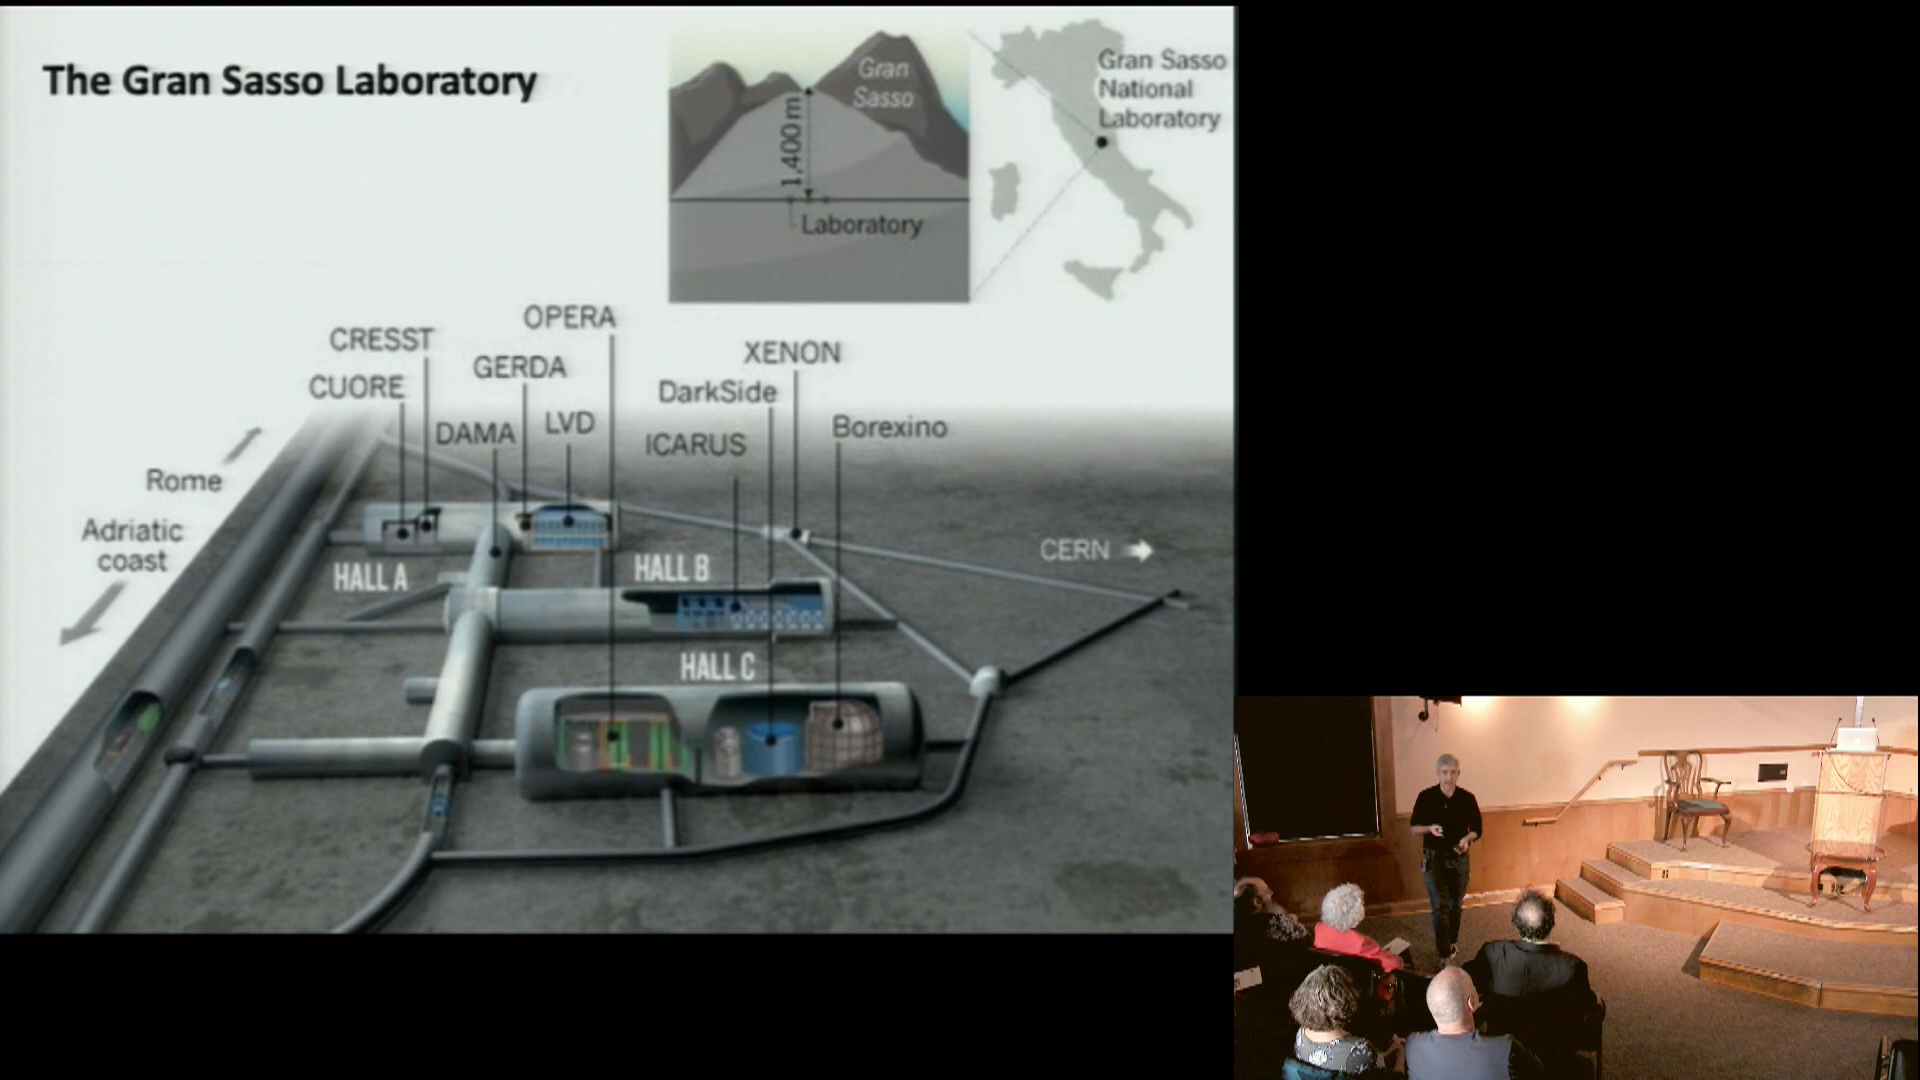 The Gran Sasso Laboratory
Gran
Sasso
1,400 m
Laboratory
Gran Sasso
National
Laboratory
OPERA
CRESST
XENON
GERDA
CUORE
DarkSide
LVD
Borexino
DAMA
ICARUS
Rome
Adriatic
coast
CERN
HALL A
HALL B
HALL C